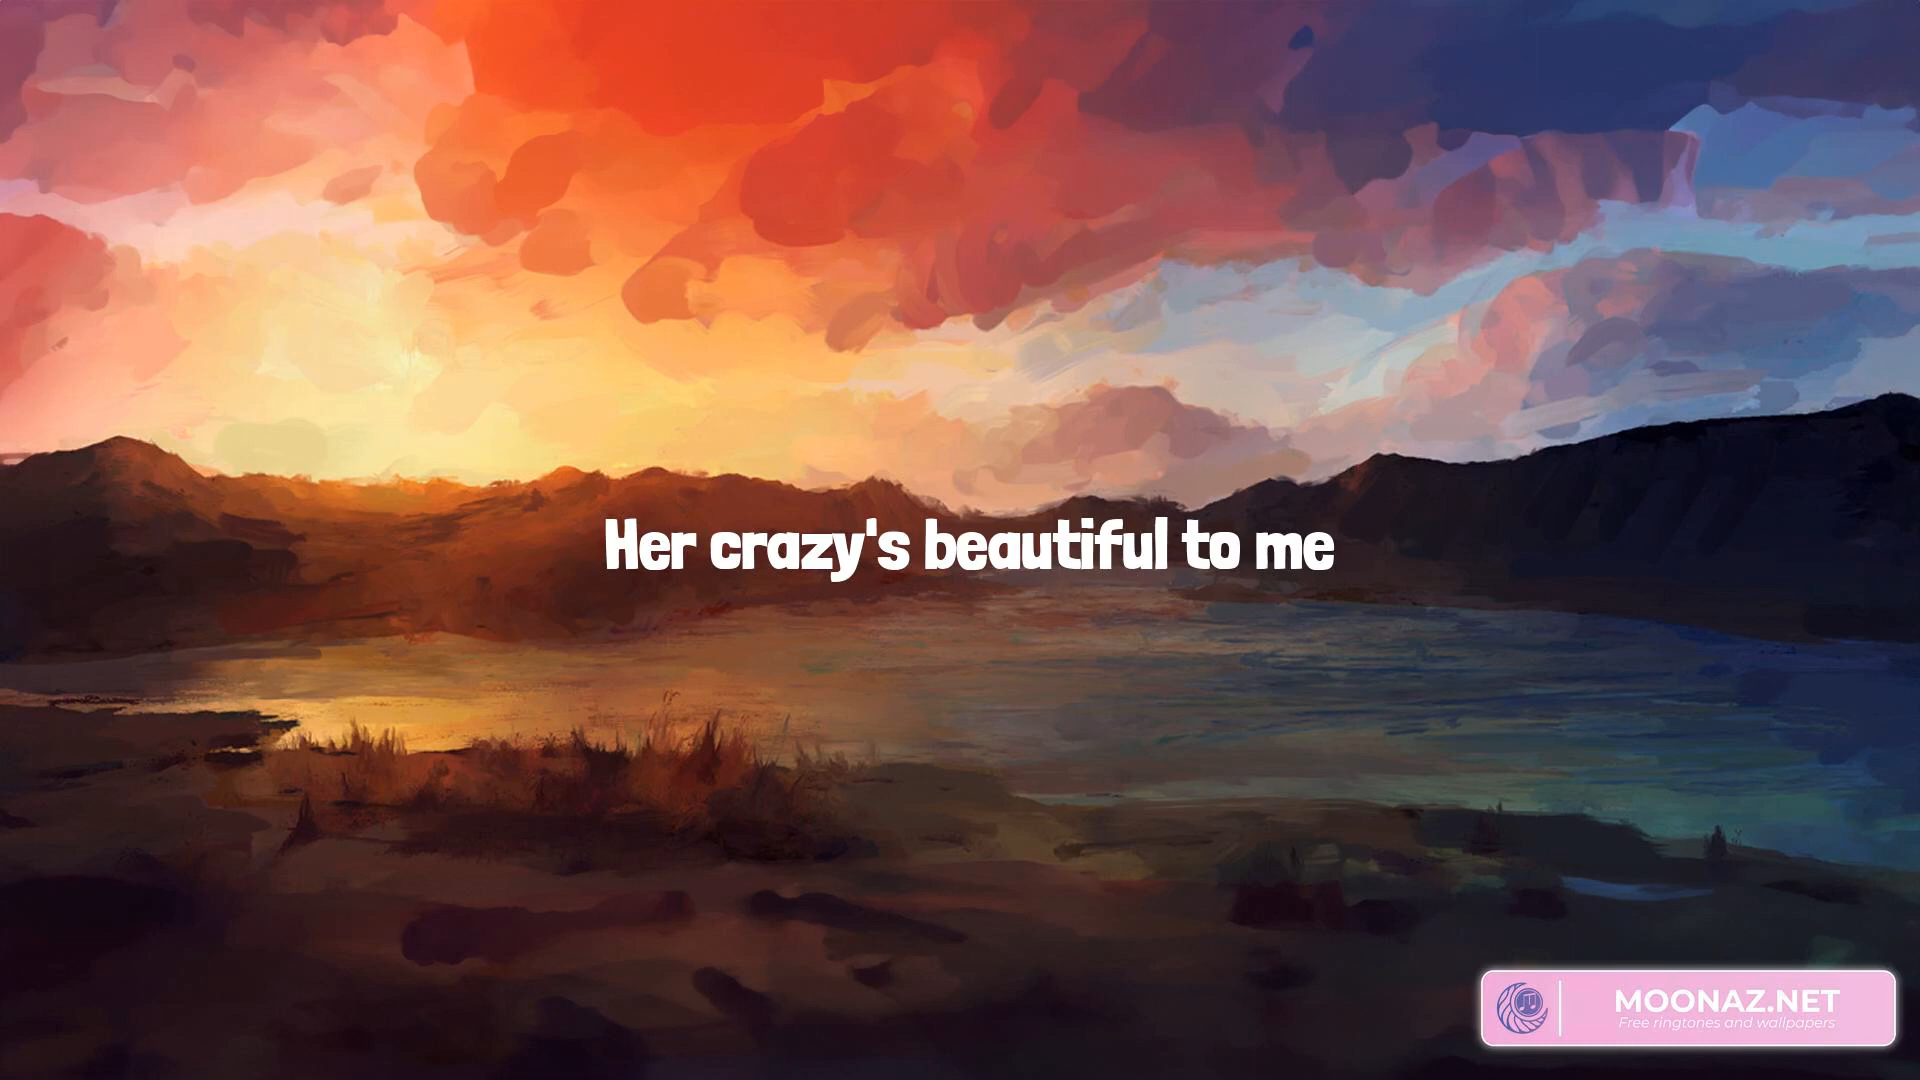 Her crazy's beautiful to me
MOONAZ.NET
Free ringtones and wallpapers